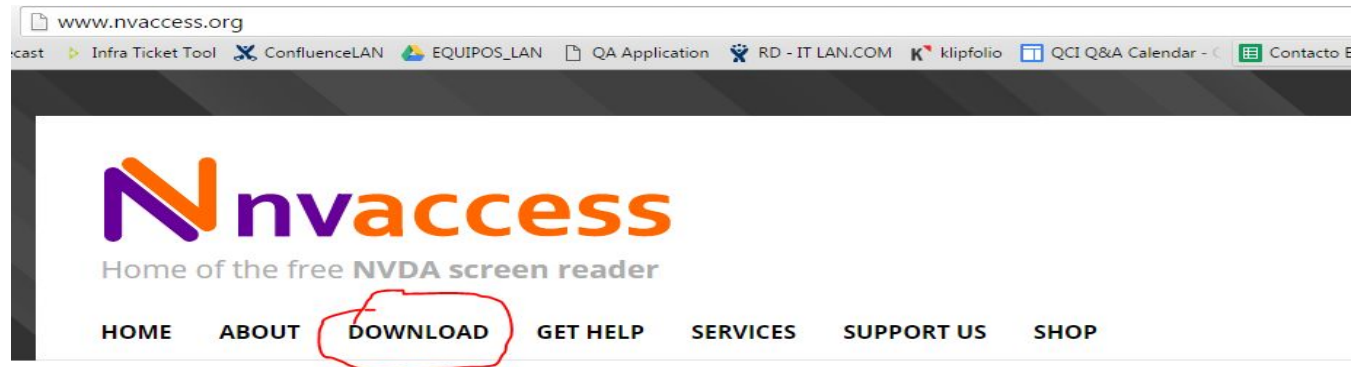 www.nvaccess.org
ecast Infra Ticket Tool ConfluenceLAN EQUIPOS_LAN QA Application RD - IT LAN.COM klipfolio QCI Q&A Calendar - Contacto E
nvaccess
Home of the free NVDA screen reader
HOME ABOUT DOWNLOAD GET HELP SERVICES SUPPORT US SHOP